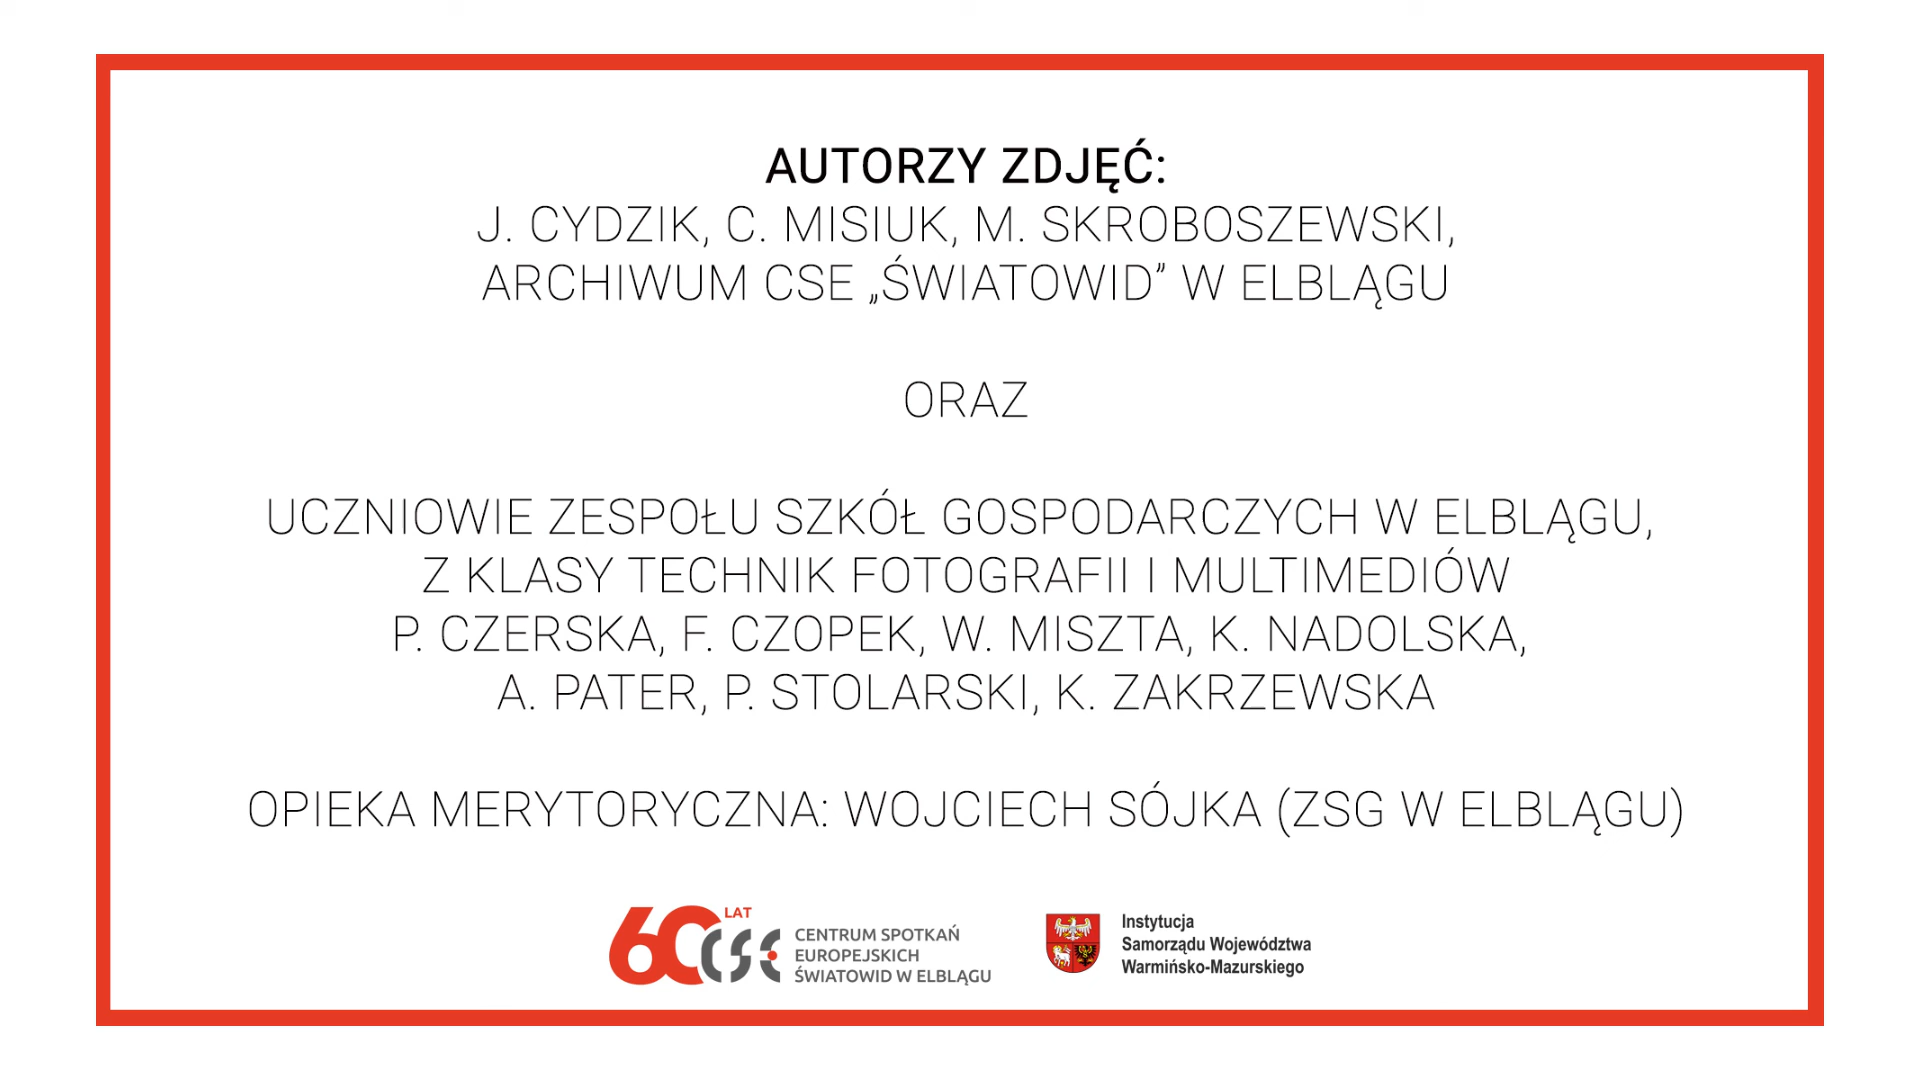 AUTORZY ZDJĘĆ:
J. CYDZIK, C. MISIUK, M. SKROBOSZEWSKI,
ARCHIWUM CSE „ŚWIATOWID” W ELBLĄGU
ORAZ
UCZNIOWIE ZESPOŁU SZKÓŁ GOSPODARCZYCH W ELBLĄGU,
Z KLASY TECHNIK FOTOGRAFII I MULTIMEDIÓW
P. CZERSKA, F. CZOPEK, W. MISZTA, K. NADOLSKA,
A. PATER, P. STOLARSKI, K. ZAKRZEWSKA
OPIEKA MERYTORYCZNA: WOJCIECH SÓJKA (ZSG W ELBLĄGU)
60 LAT CSE
CENTRUM SPOTKAŃ
EUROPEJSKICH
ŚWIATOWID W ELBLĄGU
Instytucja
Samorządu Województwa
Warmińsko-Mazurskiego